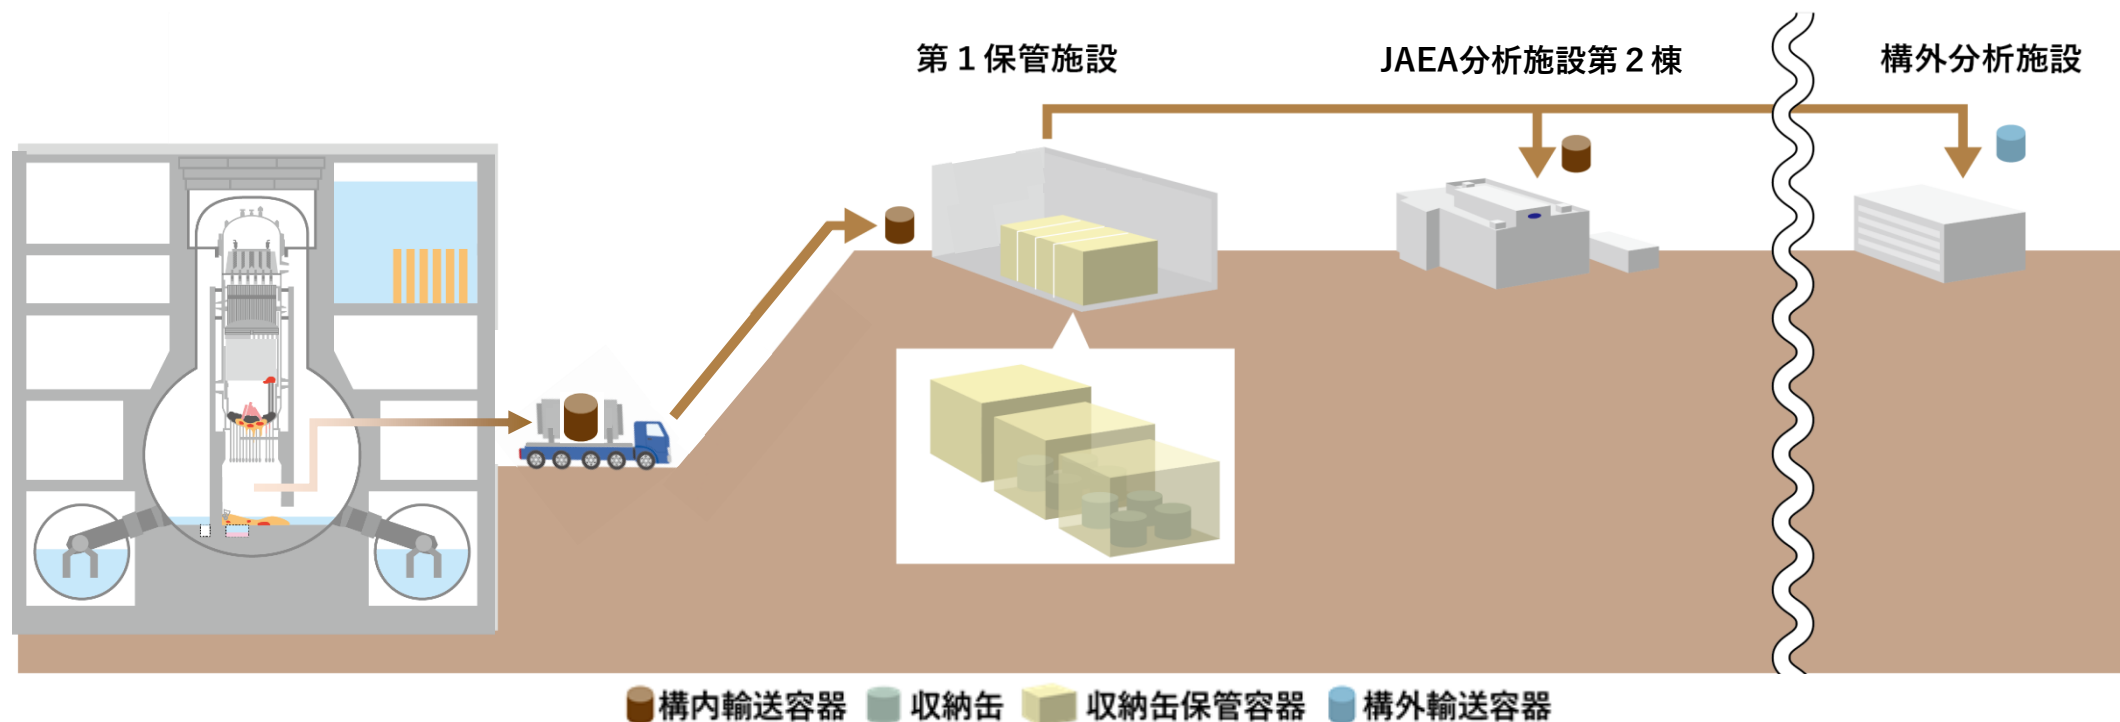 第１保管施設
JAEA分析施設第２棟
構外分析施設
構内輸送容器
収納缶
収納缶保管容器
構外輸送容器